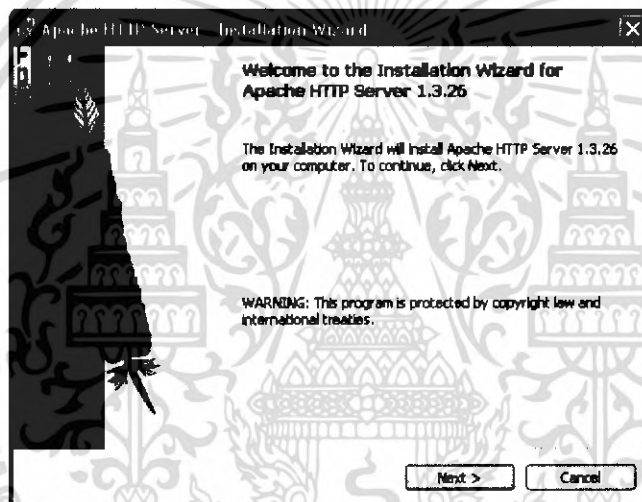 Apache HTTP Server - Installation Wizard
Welcome to the Installation Wizard for
Apache HTTP Server 1.3.26
The Installation Wizard will install Apache HTTP Server 1.3.26
on your computer. To continue, click Next.
WARNING: This program is protected by copyright law and
international treaties.
Next >
Cancel